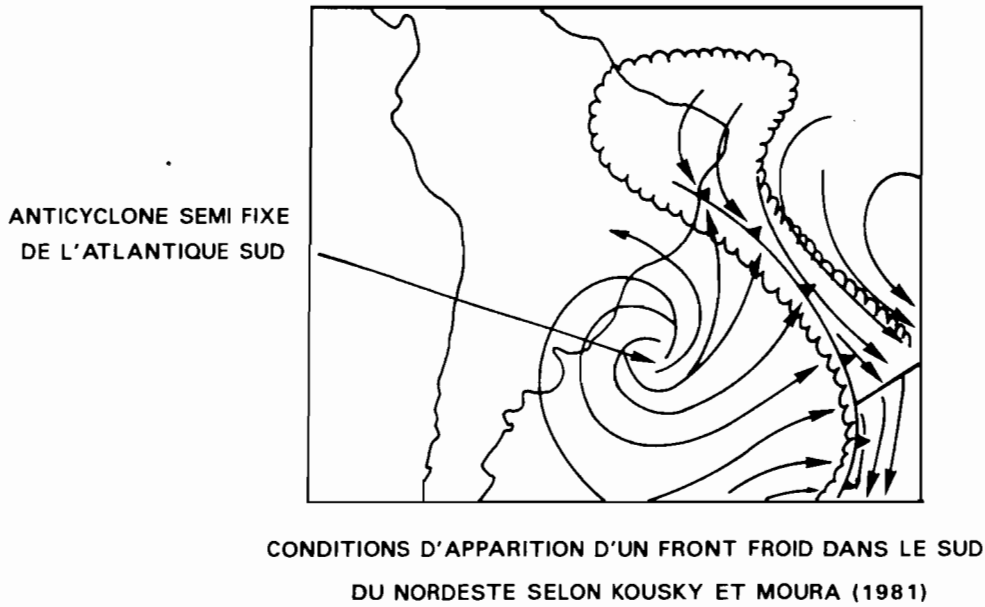 ANTICYCLONE SEMI FIXE
DE L'ATLANTIQUE SUD
CONDITIONS D'APPARITION D'UN FRONT FROID DANS LE SUD
DU NORDESTE SELON KOUSKY ET MOURA (1981)